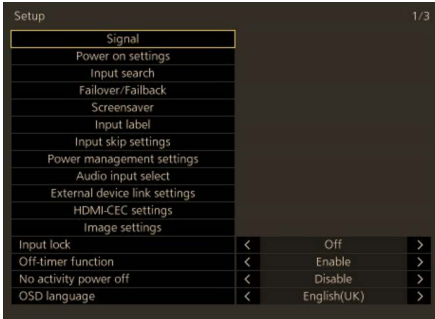 Setup 1/3
Signal
Power on settings
Input search
Failover/Failback
Screensaver
Input label
Input skip settings
Power management settings
Audio input select
External device link settings
HDMI-CEC settings
Image settings
Input lock < Off >
Off-timer function < Enable >
No activity power off < Disable >
OSD language < English(UK) >